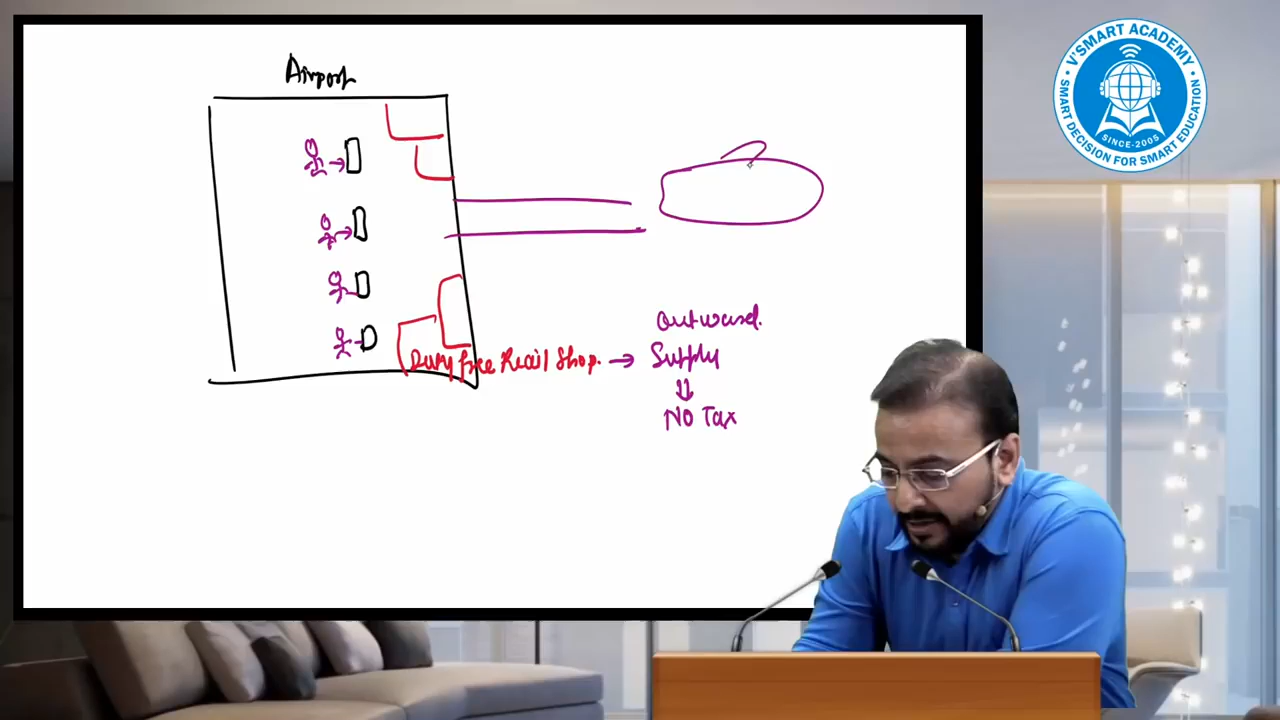 Airport
Outward.
Duty free Retail Shop. → Supply
⇓
NO Tax
V'SMART ACADEMY
SMART DECISION FOR SMART EDUCATION
SINCE-2005